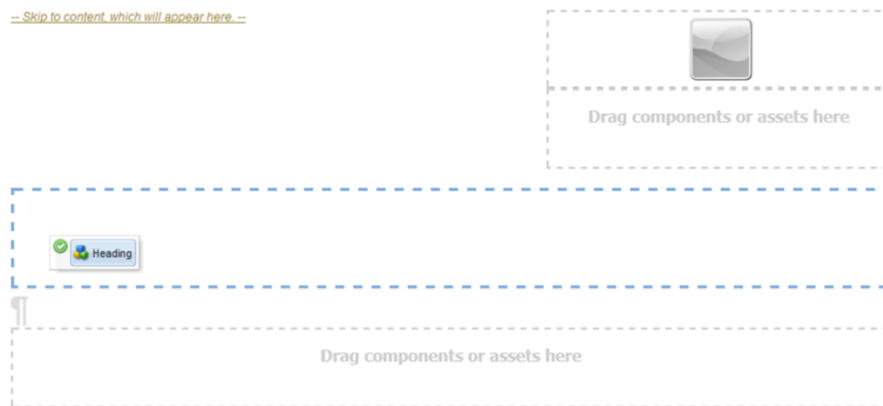 -- Skip to content, which will appear here. --
Drag components or assets here
Heading
¶
Drag components or assets here